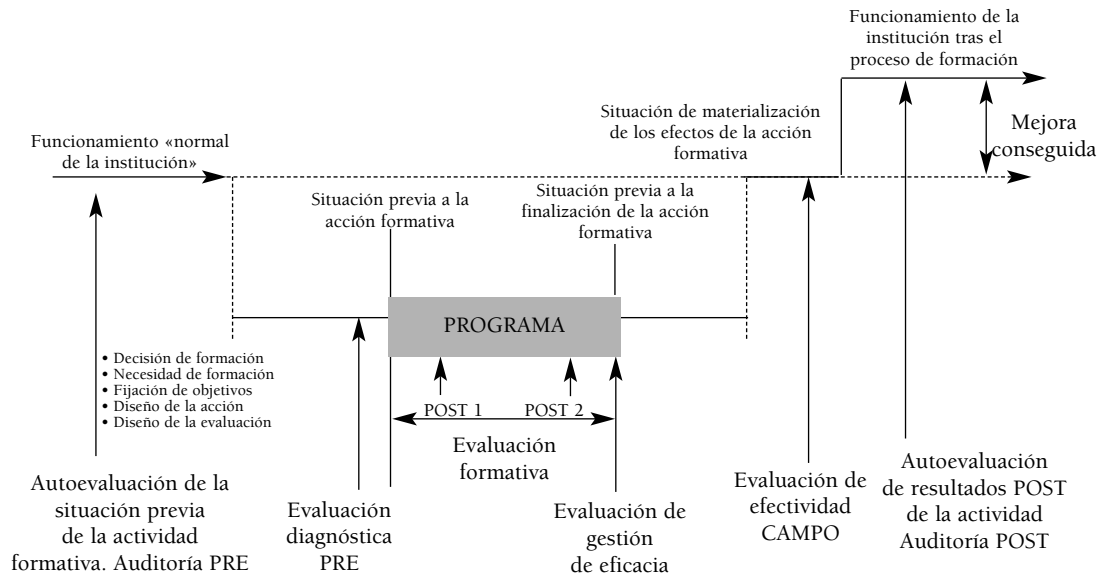 Funcionamiento de la
institución tras el
proceso de formación
Situación de materialización
de los efectos de la acción
formativa
Mejora
conseguida
Funcionamiento «normal
de la institución»
Situación previa a la
acción formativa
Situación previa a la
finalización de la acción
formativa
PROGRAMA
• Decisión de formación
• Necesidad de formación
• Fijación de objetivos
• Diseño de la acción
• Diseño de la evaluación
POST 1
POST 2
Evaluación
formativa
Autoevaluación de la
situación previa
de la actividad
formativa. Auditoría PRE
Evaluación
diagnóstica
PRE
Evaluación de
gestión
de eficacia
Evaluación de
efectividad
CAMPO
Autoevaluación
de resultados POST
de la actividad
Auditoría POST